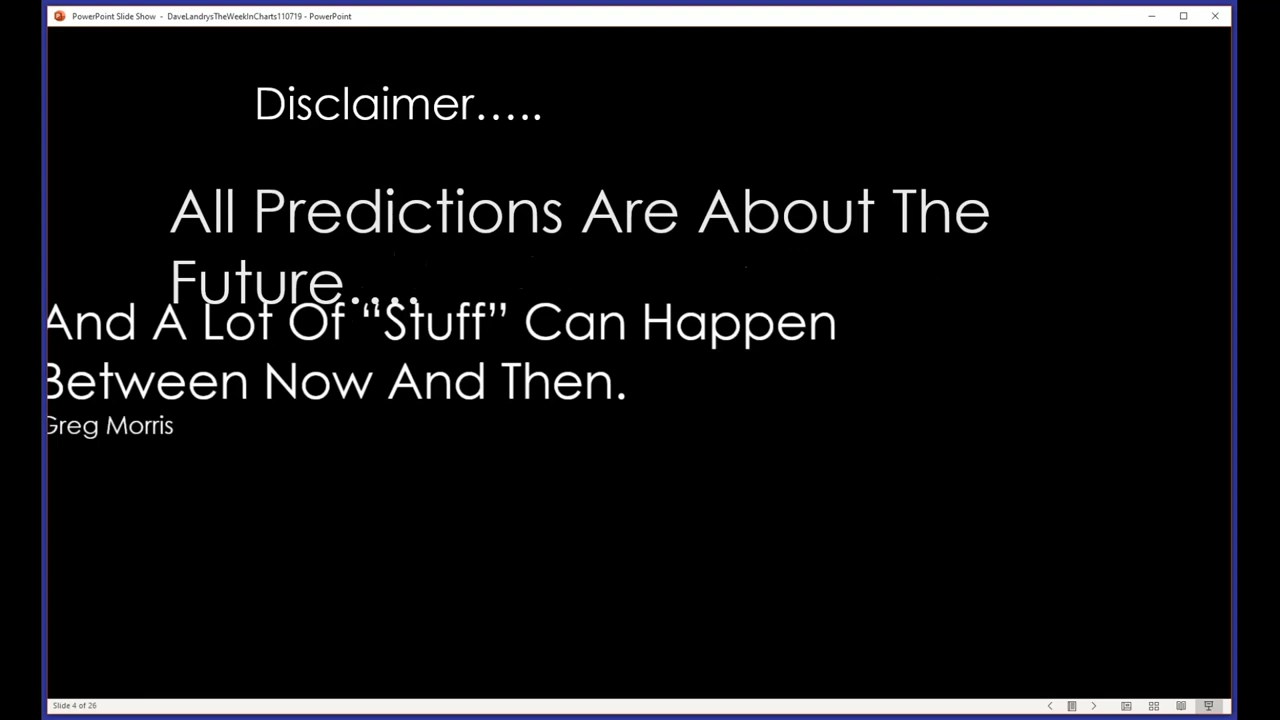 PowerPoint Slide Show - DaveLandrysTheWeekInCharts110719 - PowerPoint
Disclaimer.....
All Predictions Are About The
Future....
And A Lot Of “Stuff” Can Happen
Between Now And Then.
Greg Morris
Slide 4 of 26